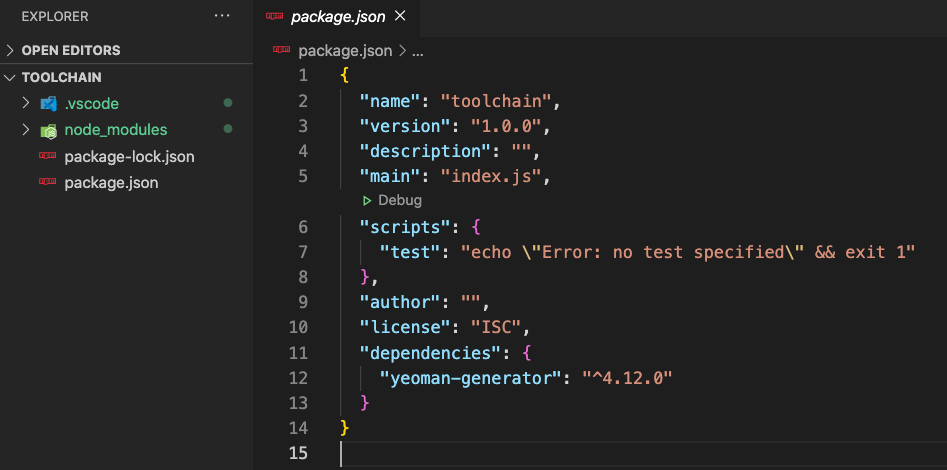 EXPLORER ...
OPEN EDITORS
TOOLCHAIN
.vscode
node_modules
package-lock.json
package.json
package.json
package.json > ...
1 {
2 "name": "toolchain",
3 "version": "1.0.0",
4 "description": "",
5 "main": "index.js",
Debug
6 "scripts": {
7 "test": "echo \"Error: no test specified\" && exit 1"
8 },
9 "author": "",
10 "license": "ISC",
11 "dependencies": {
12 "yeoman-generator": "^4.12.0"
13 }
14 }
15